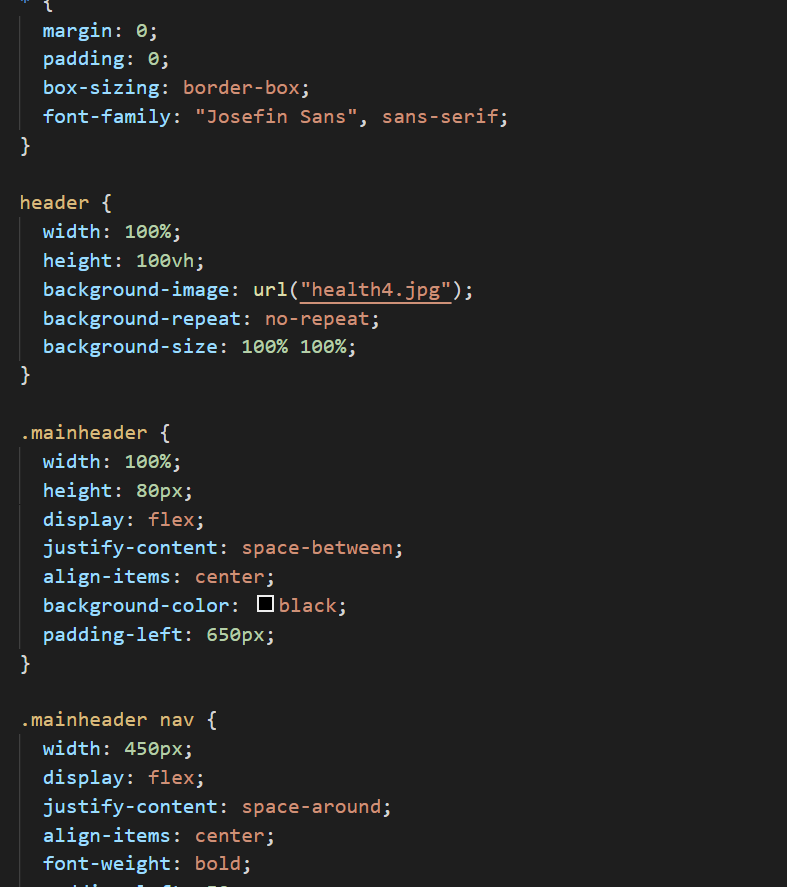 * {
  margin: 0;
  padding: 0;
  box-sizing: border-box;
  font-family: "Josefin Sans", sans-serif;
}

header {
  width: 100%;
  height: 100vh;
  background-image: url("health4.jpg");
  background-repeat: no-repeat;
  background-size: 100% 100%;
}

.mainheader {
  width: 100%;
  height: 80px;
  display: flex;
  justify-content: space-between;
  align-items: center;
  background-color: black;
  padding-left: 650px;
}

.mainheader nav {
  width: 450px;
  display: flex;
  justify-content: space-around;
  align-items: center;
  font-weight: bold;